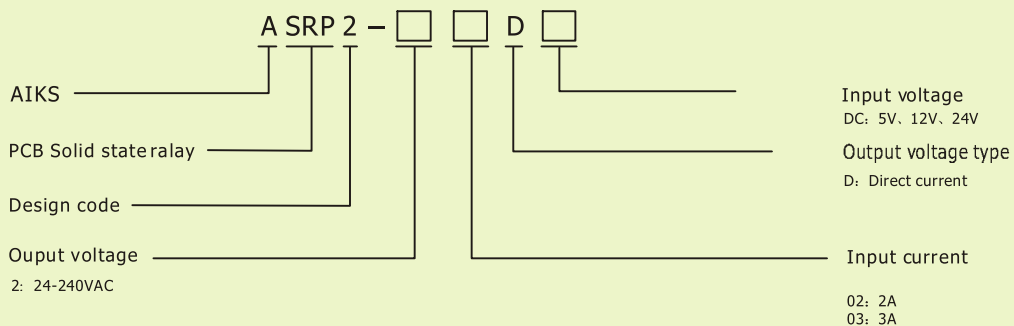 A SRP 2 – □ □ D □
AIKS
PCB Solid state ralay
Design code
Ouput voltage
2: 24-240VAC
Input voltage
DC: 5V、12V、24V
Output voltage type
D: Direct current
Input current
02: 2A
03: 3A